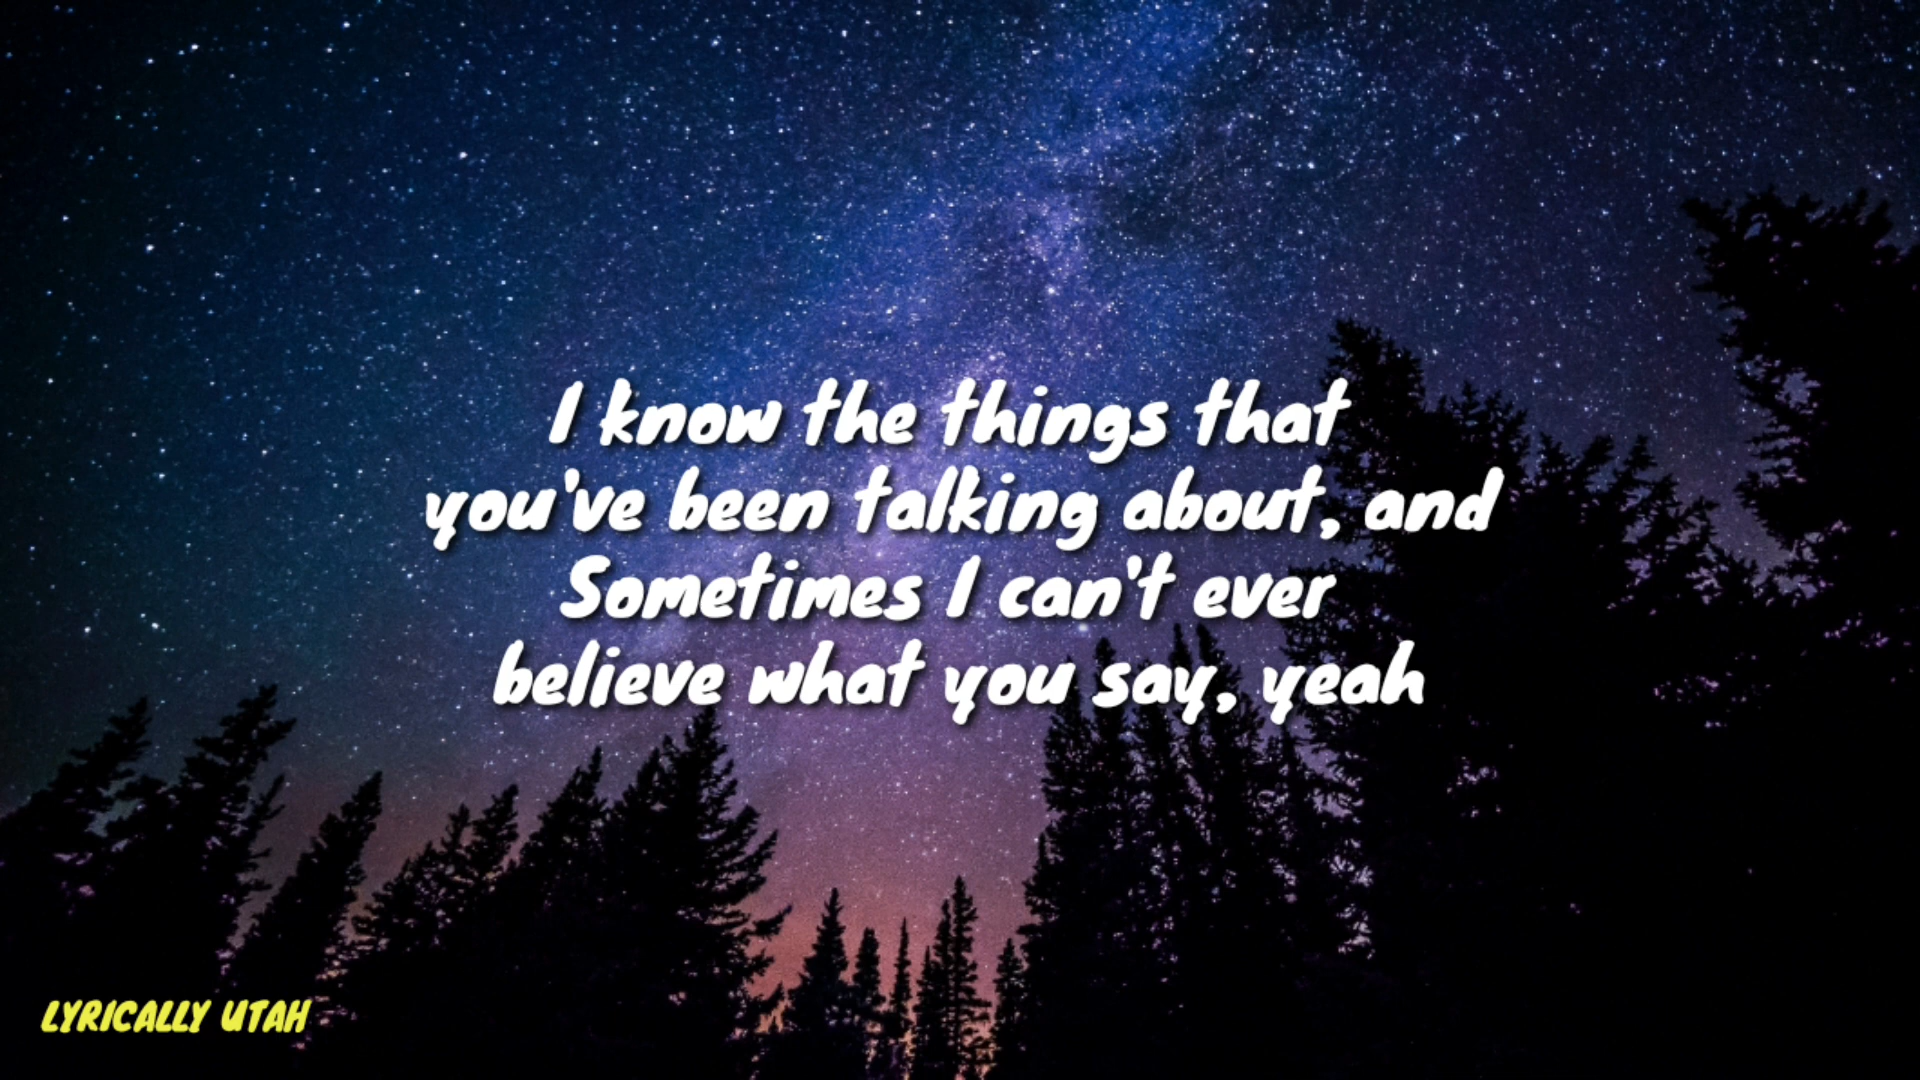 I know the things that
you've been talking about, and
Sometimes I can't ever
believe what you say, yeah
LYRICALLY UTAH